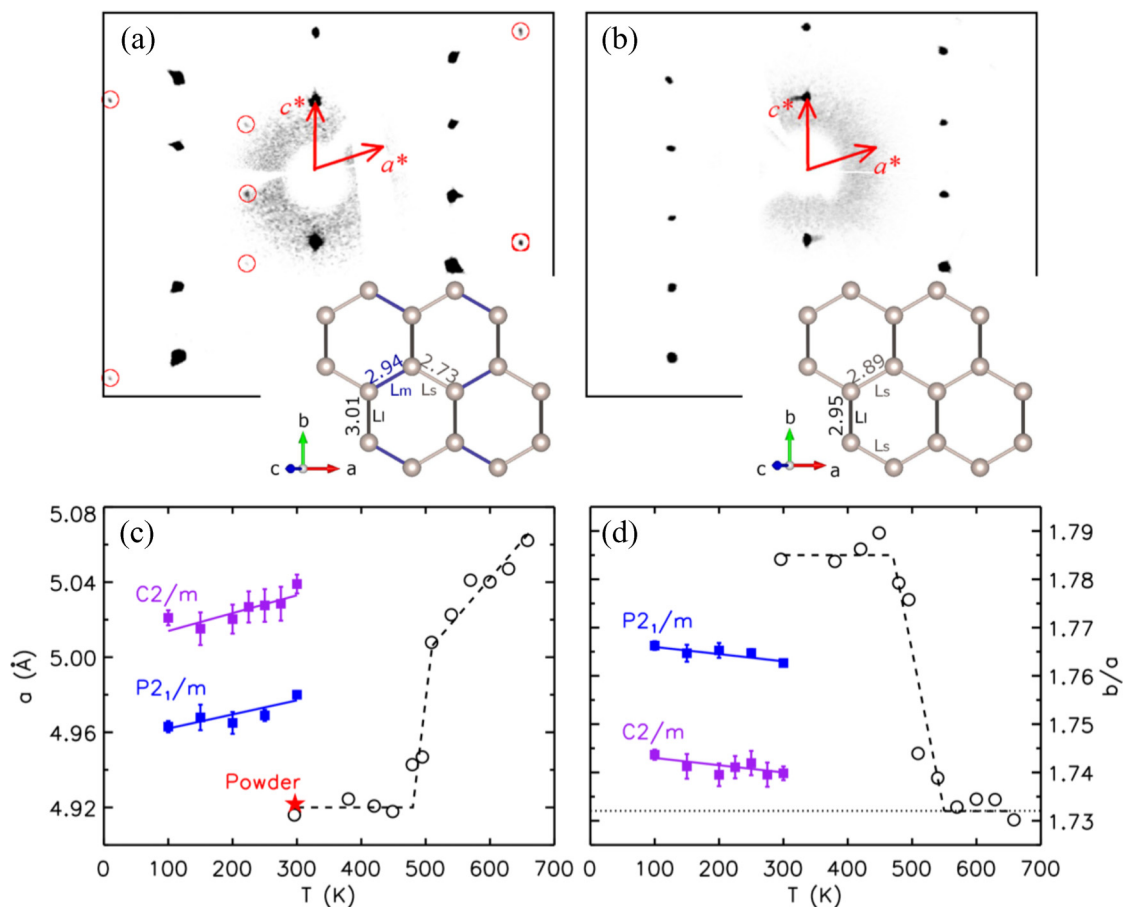 (a)
c*
a*
2.94
2.73
Lm
Ls
3.01
Ll
b
c
a
(b)
c*
a*
2.89
Ls
2.95
Ll
Ls
b
c
a
(c)
5.08
5.04
5.00
4.96
4.92
a (Å)
C2/m
P2₁/m
Powder
0 100 200 300 400 500 600 700
T (K)
(d)
P2₁/m
C2/m
1.79
1.78
1.77
1.76
1.75
1.74
1.73
b/a
0 100 200 300 400 500 600 700
T (K)